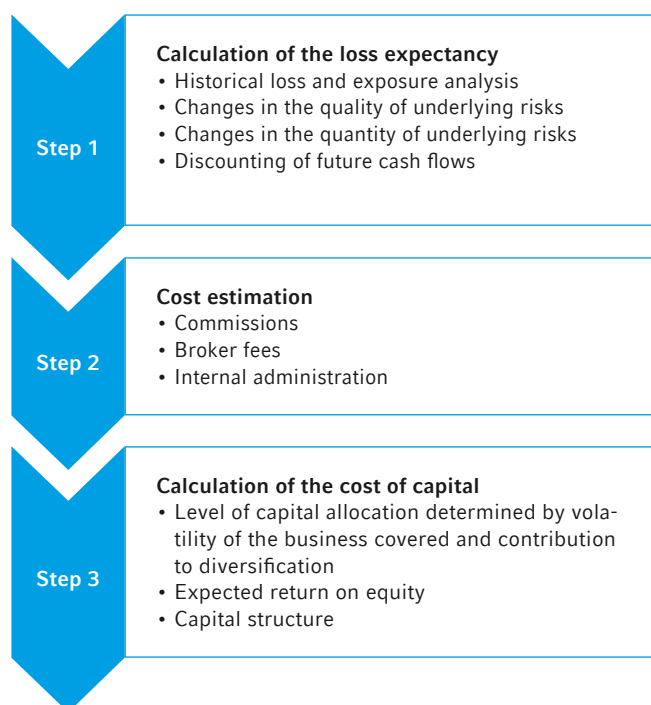 Step 1
Calculation of the loss expectancy
• Historical loss and exposure analysis
• Changes in the quality of underlying risks
• Changes in the quantity of underlying risks
• Discounting of future cash flows
Step 2
Cost estimation
• Commissions
• Broker fees
• Internal administration
Step 3
Calculation of the cost of capital
• Level of capital allocation determined by vola-
tility of the business covered and contribution
to diversification
• Expected return on equity
• Capital structure